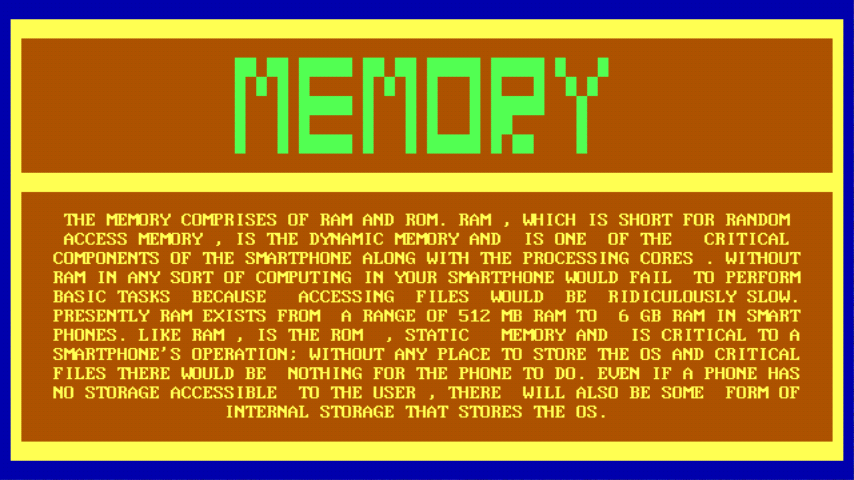 MEMORY
THE MEMORY COMPRISES OF RAM AND ROM. RAM , WHICH IS SHORT FOR RANDOM
ACCESS MEMORY , IS THE DYNAMIC MEMORY AND IS ONE OF THE CRITICAL
COMPONENTS OF THE SMARTPHONE ALONG WITH THE PROCESSING CORES . WITHOUT
RAM IN ANY SORT OF COMPUTING IN YOUR SMARTPHONE WOULD FAIL TO PERFORM
BASIC TASKS BECAUSE ACCESSING FILES WOULD BE RIDICULOUSLY SLOW.
PRESENTLY RAM EXISTS FROM A RANGE OF 512 MB RAM TO 6 GB RAM IN SMART
PHONES. LIKE RAM , IS THE ROM , STATIC MEMORY AND IS CRITICAL TO A
SMARTPHONE'S OPERATION; WITHOUT ANY PLACE TO STORE THE OS AND CRITICAL
FILES THERE WOULD BE NOTHING FOR THE PHONE TO DO. EVEN IF A PHONE HAS
NO STORAGE ACCESSIBLE TO THE USER , THERE WILL ALSO BE SOME FORM OF
INTERNAL STORAGE THAT STORES THE OS.